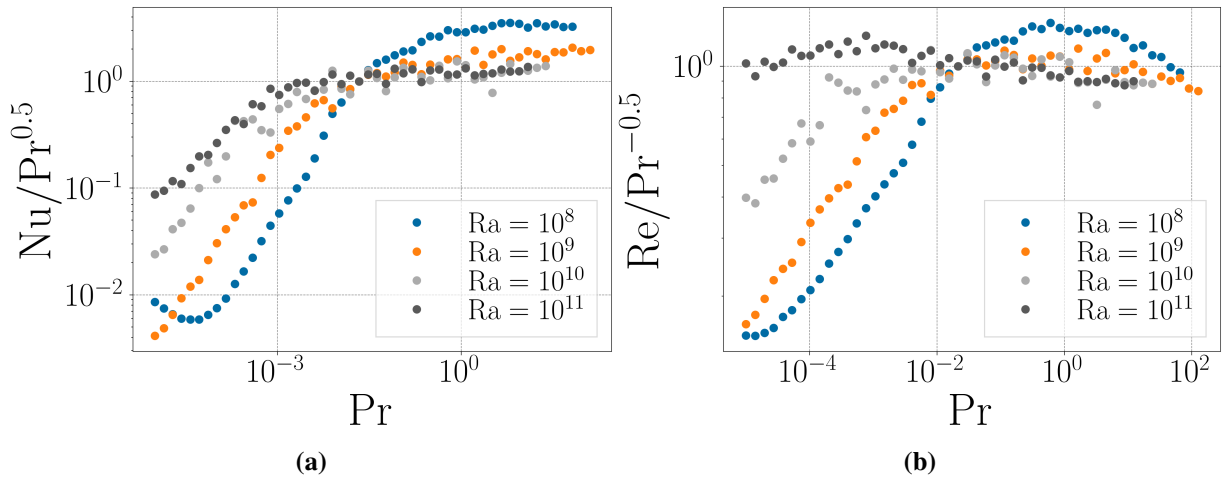 Nu/Pr^0.5
10^0
10^−1
10^−2
10^−3
10^0
Pr
Ra = 10^8
Ra = 10^9
Ra = 10^10
Ra = 10^11
(a)
Re/Pr^−0.5
10^0
10^−4
10^−2
10^0
10^2
Pr
Ra = 10^8
Ra = 10^9
Ra = 10^10
Ra = 10^11
(b)